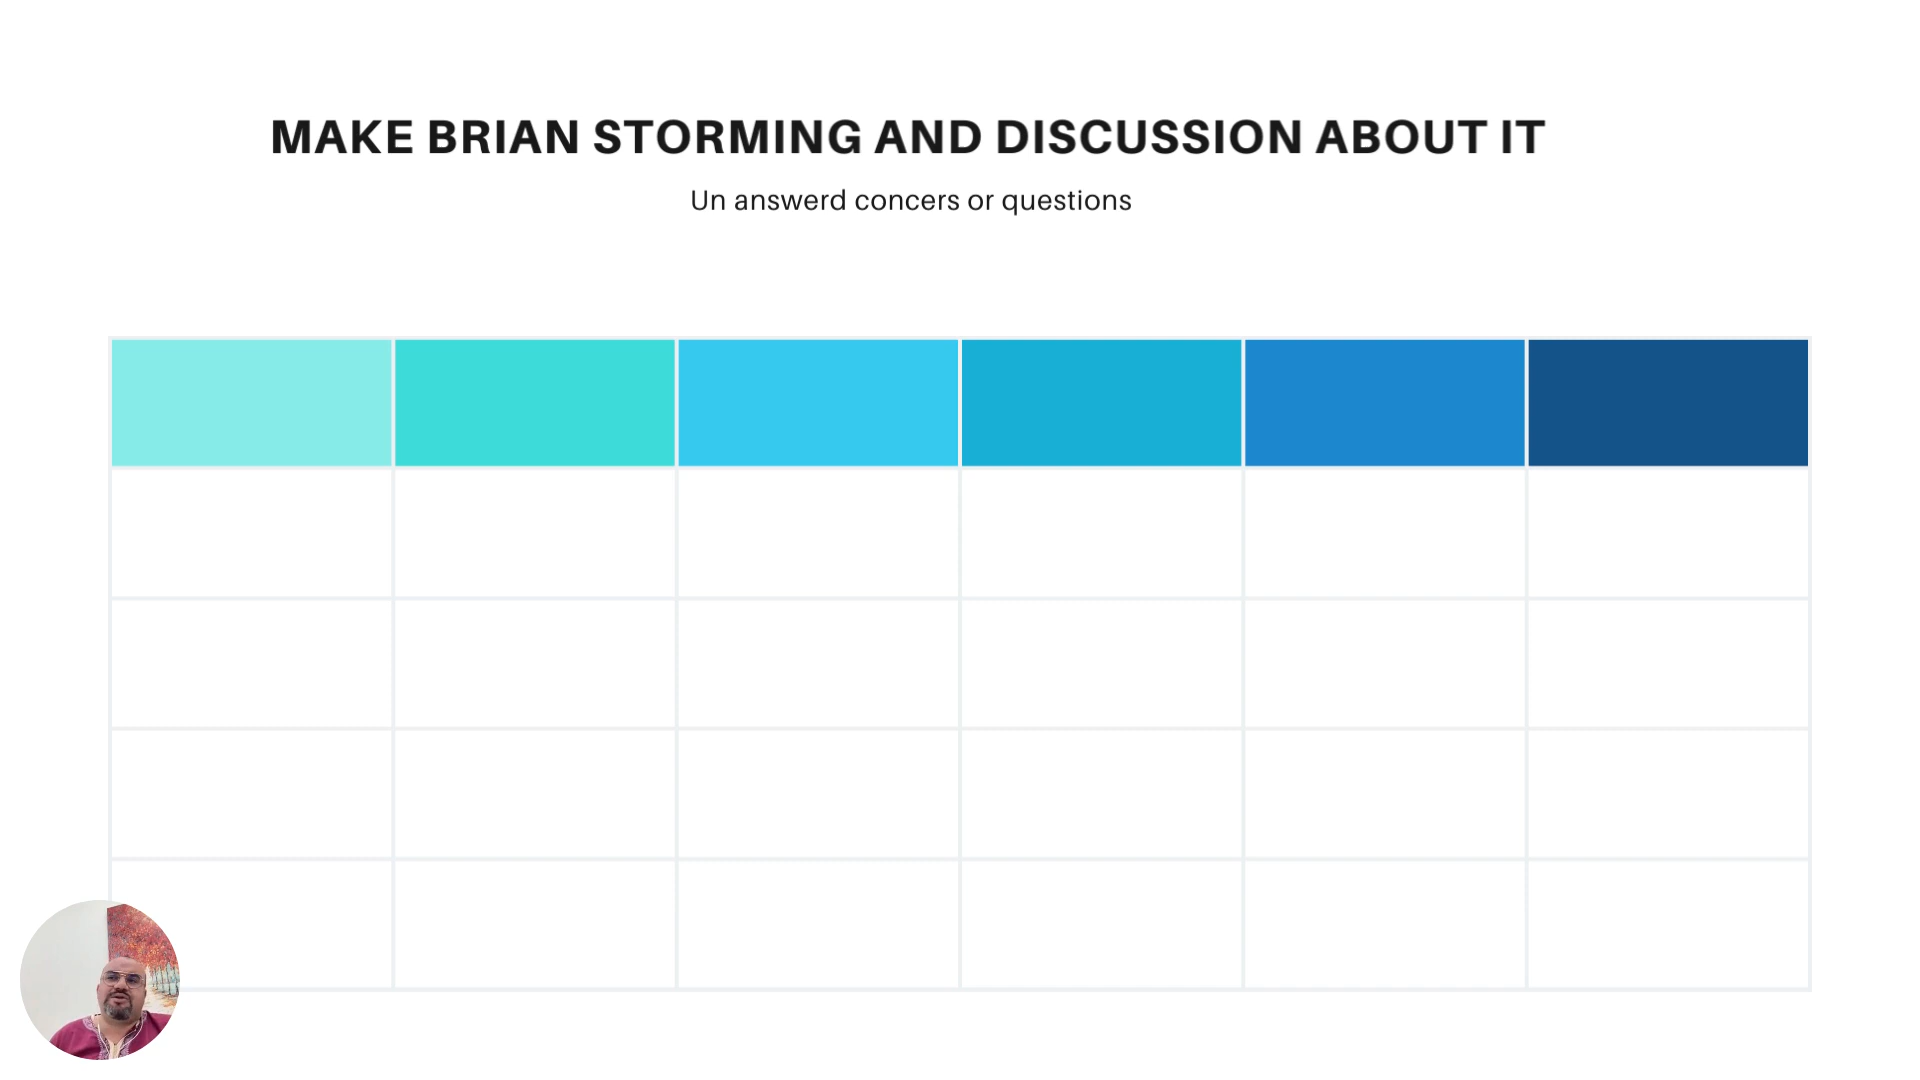 MAKE BRIAN STORMING AND DISCUSSION ABOUT IT
Un answerd concers or questions